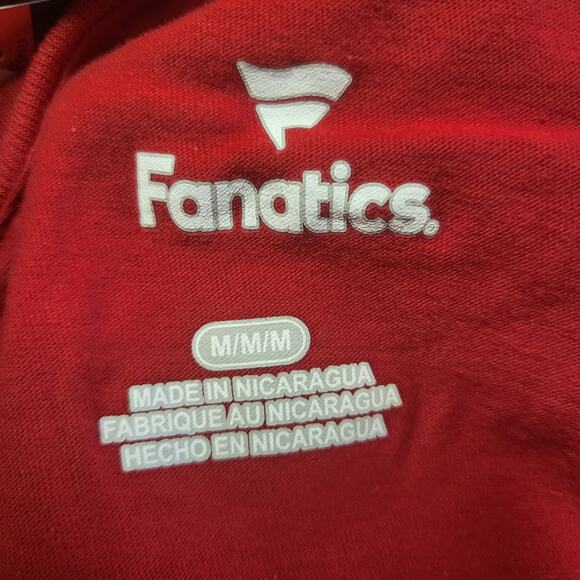 Fanatics.
M/M/M
MADE IN NICARAGUA
FABRIQUE AU NICARAGUA
HECHO EN NICARAGUA